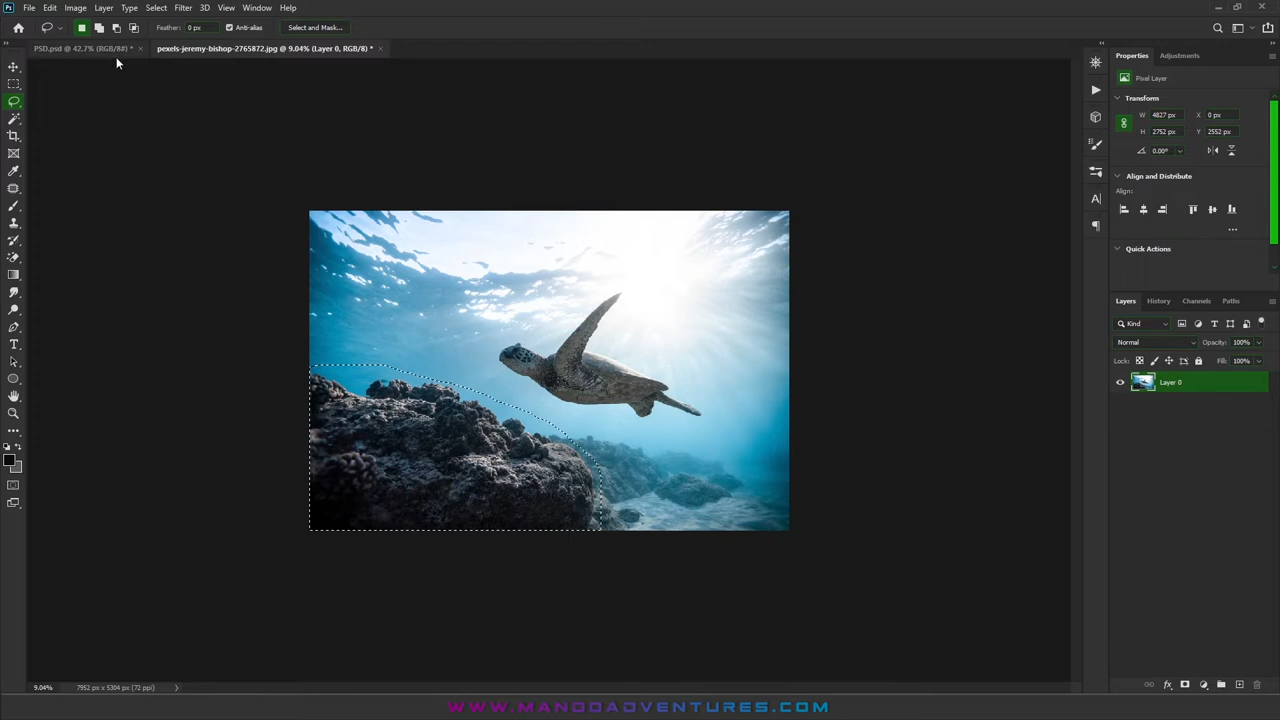 Ps File Edit Image Layer Type Select Filter 3D View Window Help
Feather: 0 px Anti-alias Select and Mask...
PSD.psd @ 42,7% (RGB/8#) * × pexels-jeremy-bishop-2765872.jpg @ 9.04% (Layer 0, RGB/8) * ×
Properties Adjustments
Pixel Layer
Transform
W 4827 px X 0 px
H 2752 px Y 2552 px
0.00°
Align and Distribute
Align:
Quick Actions
Layers History Channels Paths
Kind
Normal Opacity: 100%
Lock: Fill: 100%
Layer 0
9.04% 7952 px x 5304 px (72 ppi)
WWW.MANDOADVENTURES.COM